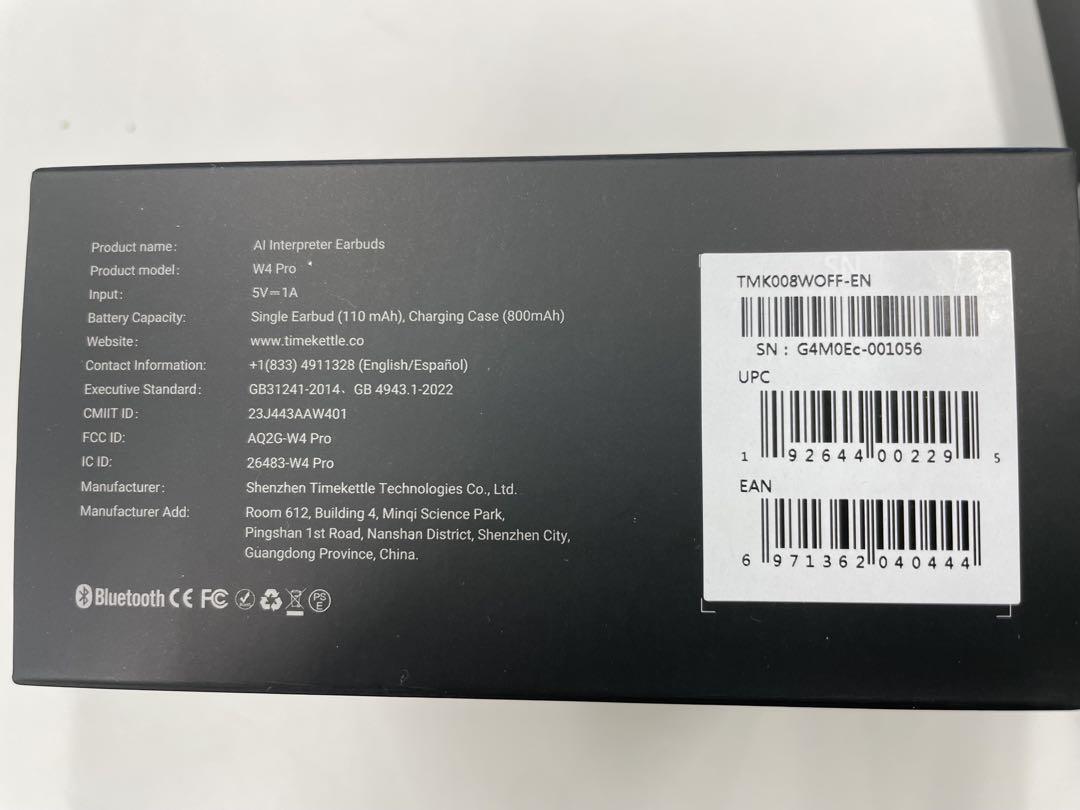 Product name: AI Interpreter Earbuds
Product model: W4 Pro
Input: 5V⎓1A
Battery Capacity: Single Earbud (110 mAh), Charging Case (800mAh)
Website: www.timekettle.co
Contact Information: +1(833) 4911328 (English/Español)
Executive Standard: GB31241-2014、GB 4943.1-2022
CMIIT ID: 23J443AAW401
FCC ID: AQ2G-W4 Pro
IC ID: 26483-W4 Pro
Manufacturer: Shenzhen Timekettle Technologies Co., Ltd.
Manufacturer Add: Room 612, Building 4, Minqi Science Park,
Pingshan 1st Road, Nanshan District, Shenzhen City,
Guangdong Province, China.
Bluetooth CE FC PS E
SN
TMK008WOFF-EN
SN : G4M0Ec-001056
UPC
1 92644 00229 5
EAN
6 971362 040444